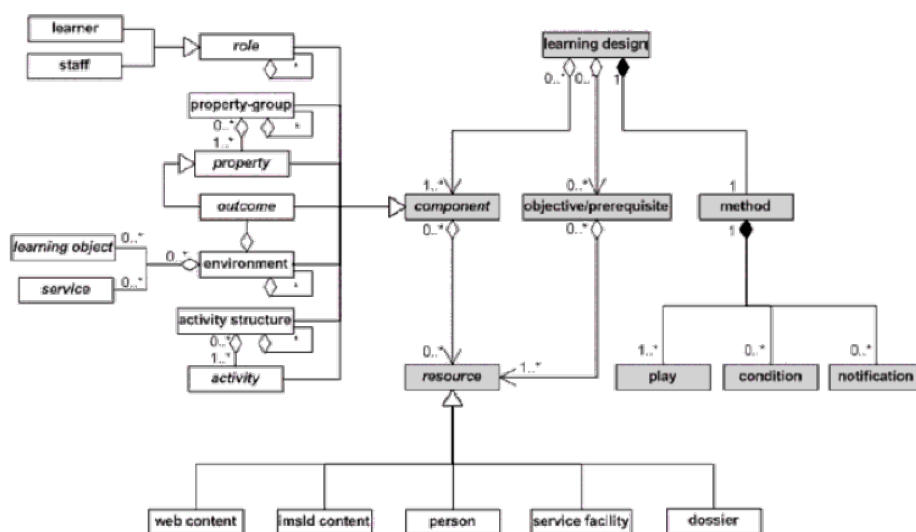 learner
staff
role
*
learning design
0..*
0..*
1
property-group
*
0..*
1..*
property
outcome
1..*
component
0..*
0..*
objective/prerequisite
0..*
1
method
1
learning object
0..*
0..*
service
0..*
environment
*
activity structure
*
0..*
1..*
activity
0..*
resource
1..*
1..*
play
0..*
condition
0..*
notification
web content
imsld content
person
service facility
dossier